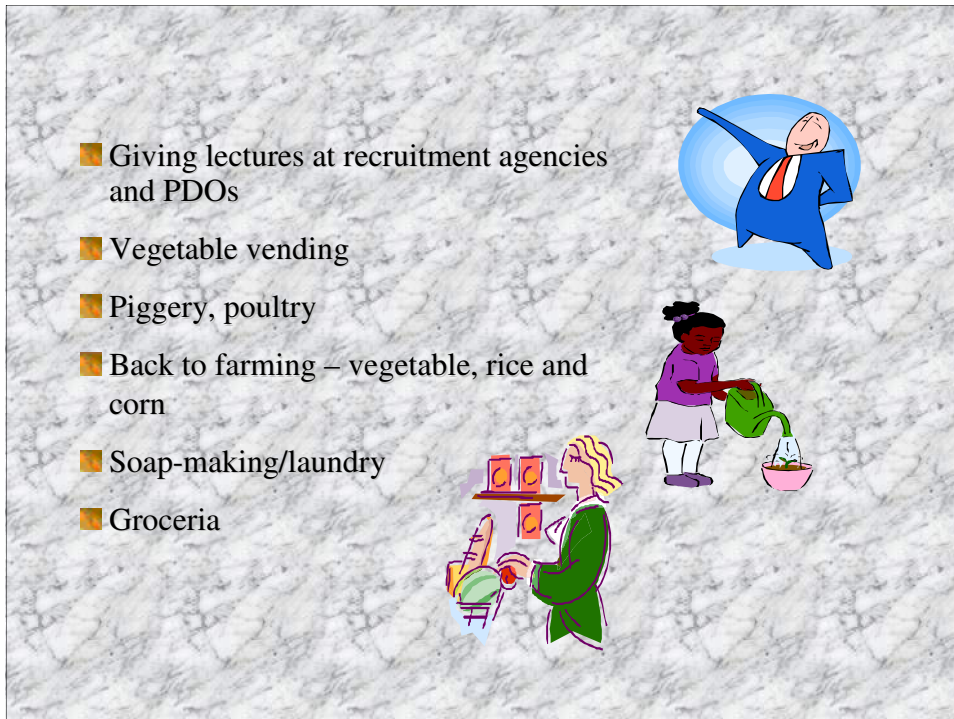 Giving lectures at recruitment agencies
and PDOs
Vegetable vending
Piggery, poultry
Back to farming – vegetable, rice and
corn
Soap-making/laundry
Groceria